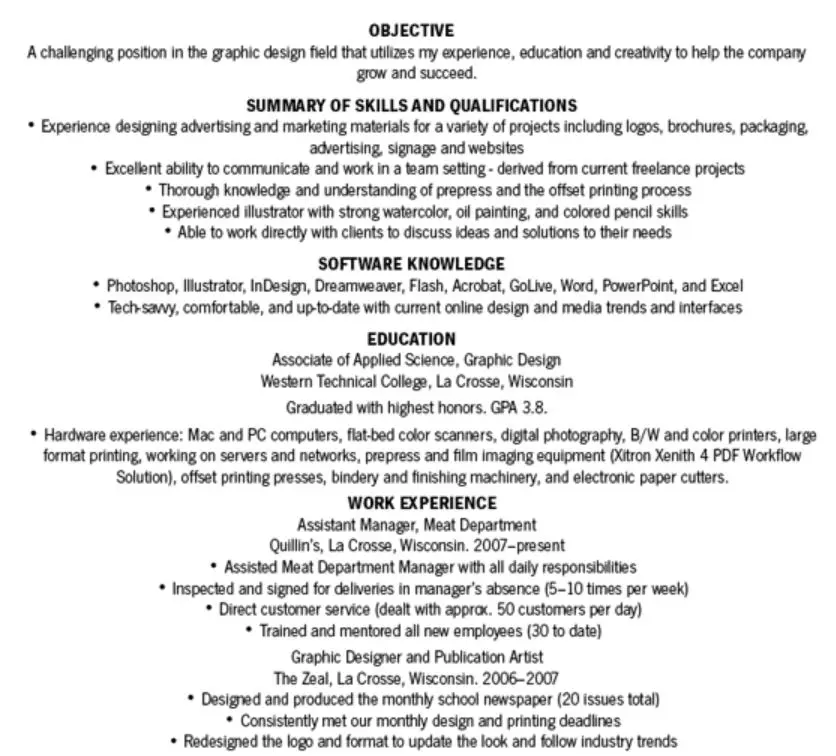 OBJECTIVE
A challenging position in the graphic design field that utilizes my experience, education and creativity to help the company
grow and succeed.
SUMMARY OF SKILLS AND QUALIFICATIONS
• Experience designing advertising and marketing materials for a variety of projects including logos, brochures, packaging,
advertising, signage and websites
• Excellent ability to communicate and work in a team setting - derived from current freelance projects
• Thorough knowledge and understanding of prepress and the offset printing process
• Experienced illustrator with strong watercolor, oil painting, and colored pencil skills
• Able to work directly with clients to discuss ideas and solutions to their needs
SOFTWARE KNOWLEDGE
• Photoshop, Illustrator, InDesign, Dreamweaver, Flash, Acrobat, GoLive, Word, PowerPoint, and Excel
• Tech-savvy, comfortable, and up-to-date with current online design and media trends and interfaces
EDUCATION
Associate of Applied Science, Graphic Design
Western Technical College, La Crosse, Wisconsin
Graduated with highest honors. GPA 3.8.
• Hardware experience: Mac and PC computers, flat-bed color scanners, digital photography, B/W and color printers, large
format printing, working on servers and networks, prepress and film imaging equipment (Xitron Xenith 4 PDF Workflow
Solution), offset printing presses, bindery and finishing machinery, and electronic paper cutters.
WORK EXPERIENCE
Assistant Manager, Meat Department
Quillin's, La Crosse, Wisconsin. 2007–present
• Assisted Meat Department Manager with all daily responsibilities
• Inspected and signed for deliveries in manager's absence (5–10 times per week)
• Direct customer service (dealt with approx. 50 customers per day)
• Trained and mentored all new employees (30 to date)
Graphic Designer and Publication Artist
The Zeal, La Crosse, Wisconsin. 2006–2007
• Designed and produced the monthly school newspaper (20 issues total)
• Consistently met our monthly design and printing deadlines
• Redesigned the logo and format to update the look and follow industry trends